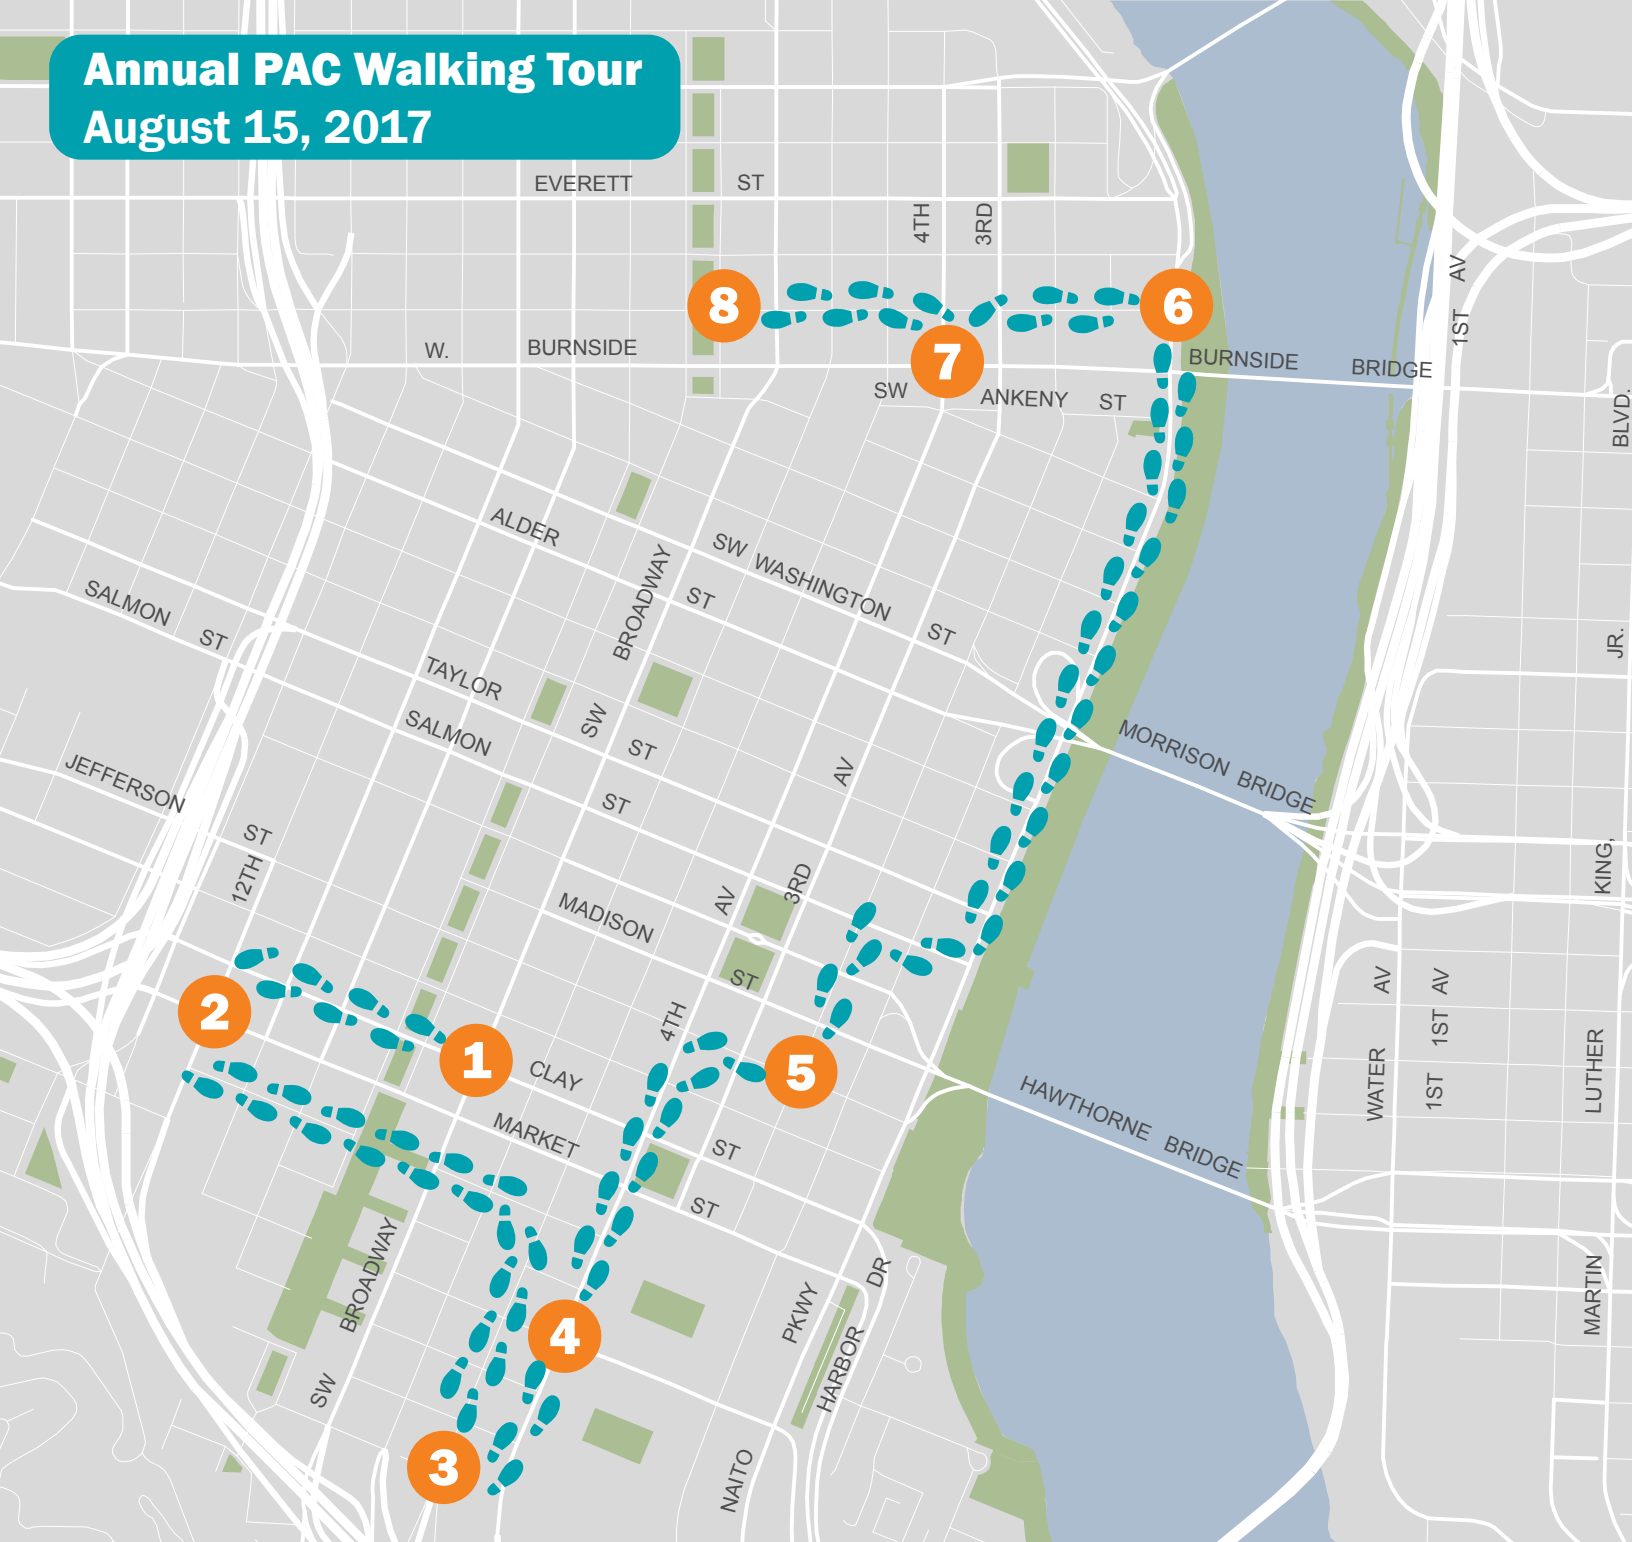 Annual PAC Walking Tour
August 15, 2017
EVERETT ST
4TH
3RD
AV
1ST
8
6
7
W. BURNSIDE
BURNSIDE BRIDGE
SW ANKENY ST
BLVD.
ALDER ST
SW WASHINGTON ST
BROADWAY
SW
SALMON ST
TAYLOR ST
SALMON ST
JR.
MORRISON BRIDGE
AV
JEFFERSON ST
12TH
KING,
3RD
AV
MADISON ST
4TH
AV
AV
1ST
1ST
WATER
LUTHER
2
1
5
CLAY ST
MARKET ST
HAWTHORNE BRIDGE
BROADWAY
SW
DR
HARBOR
PKWY
NAITO
MARTIN
4
3